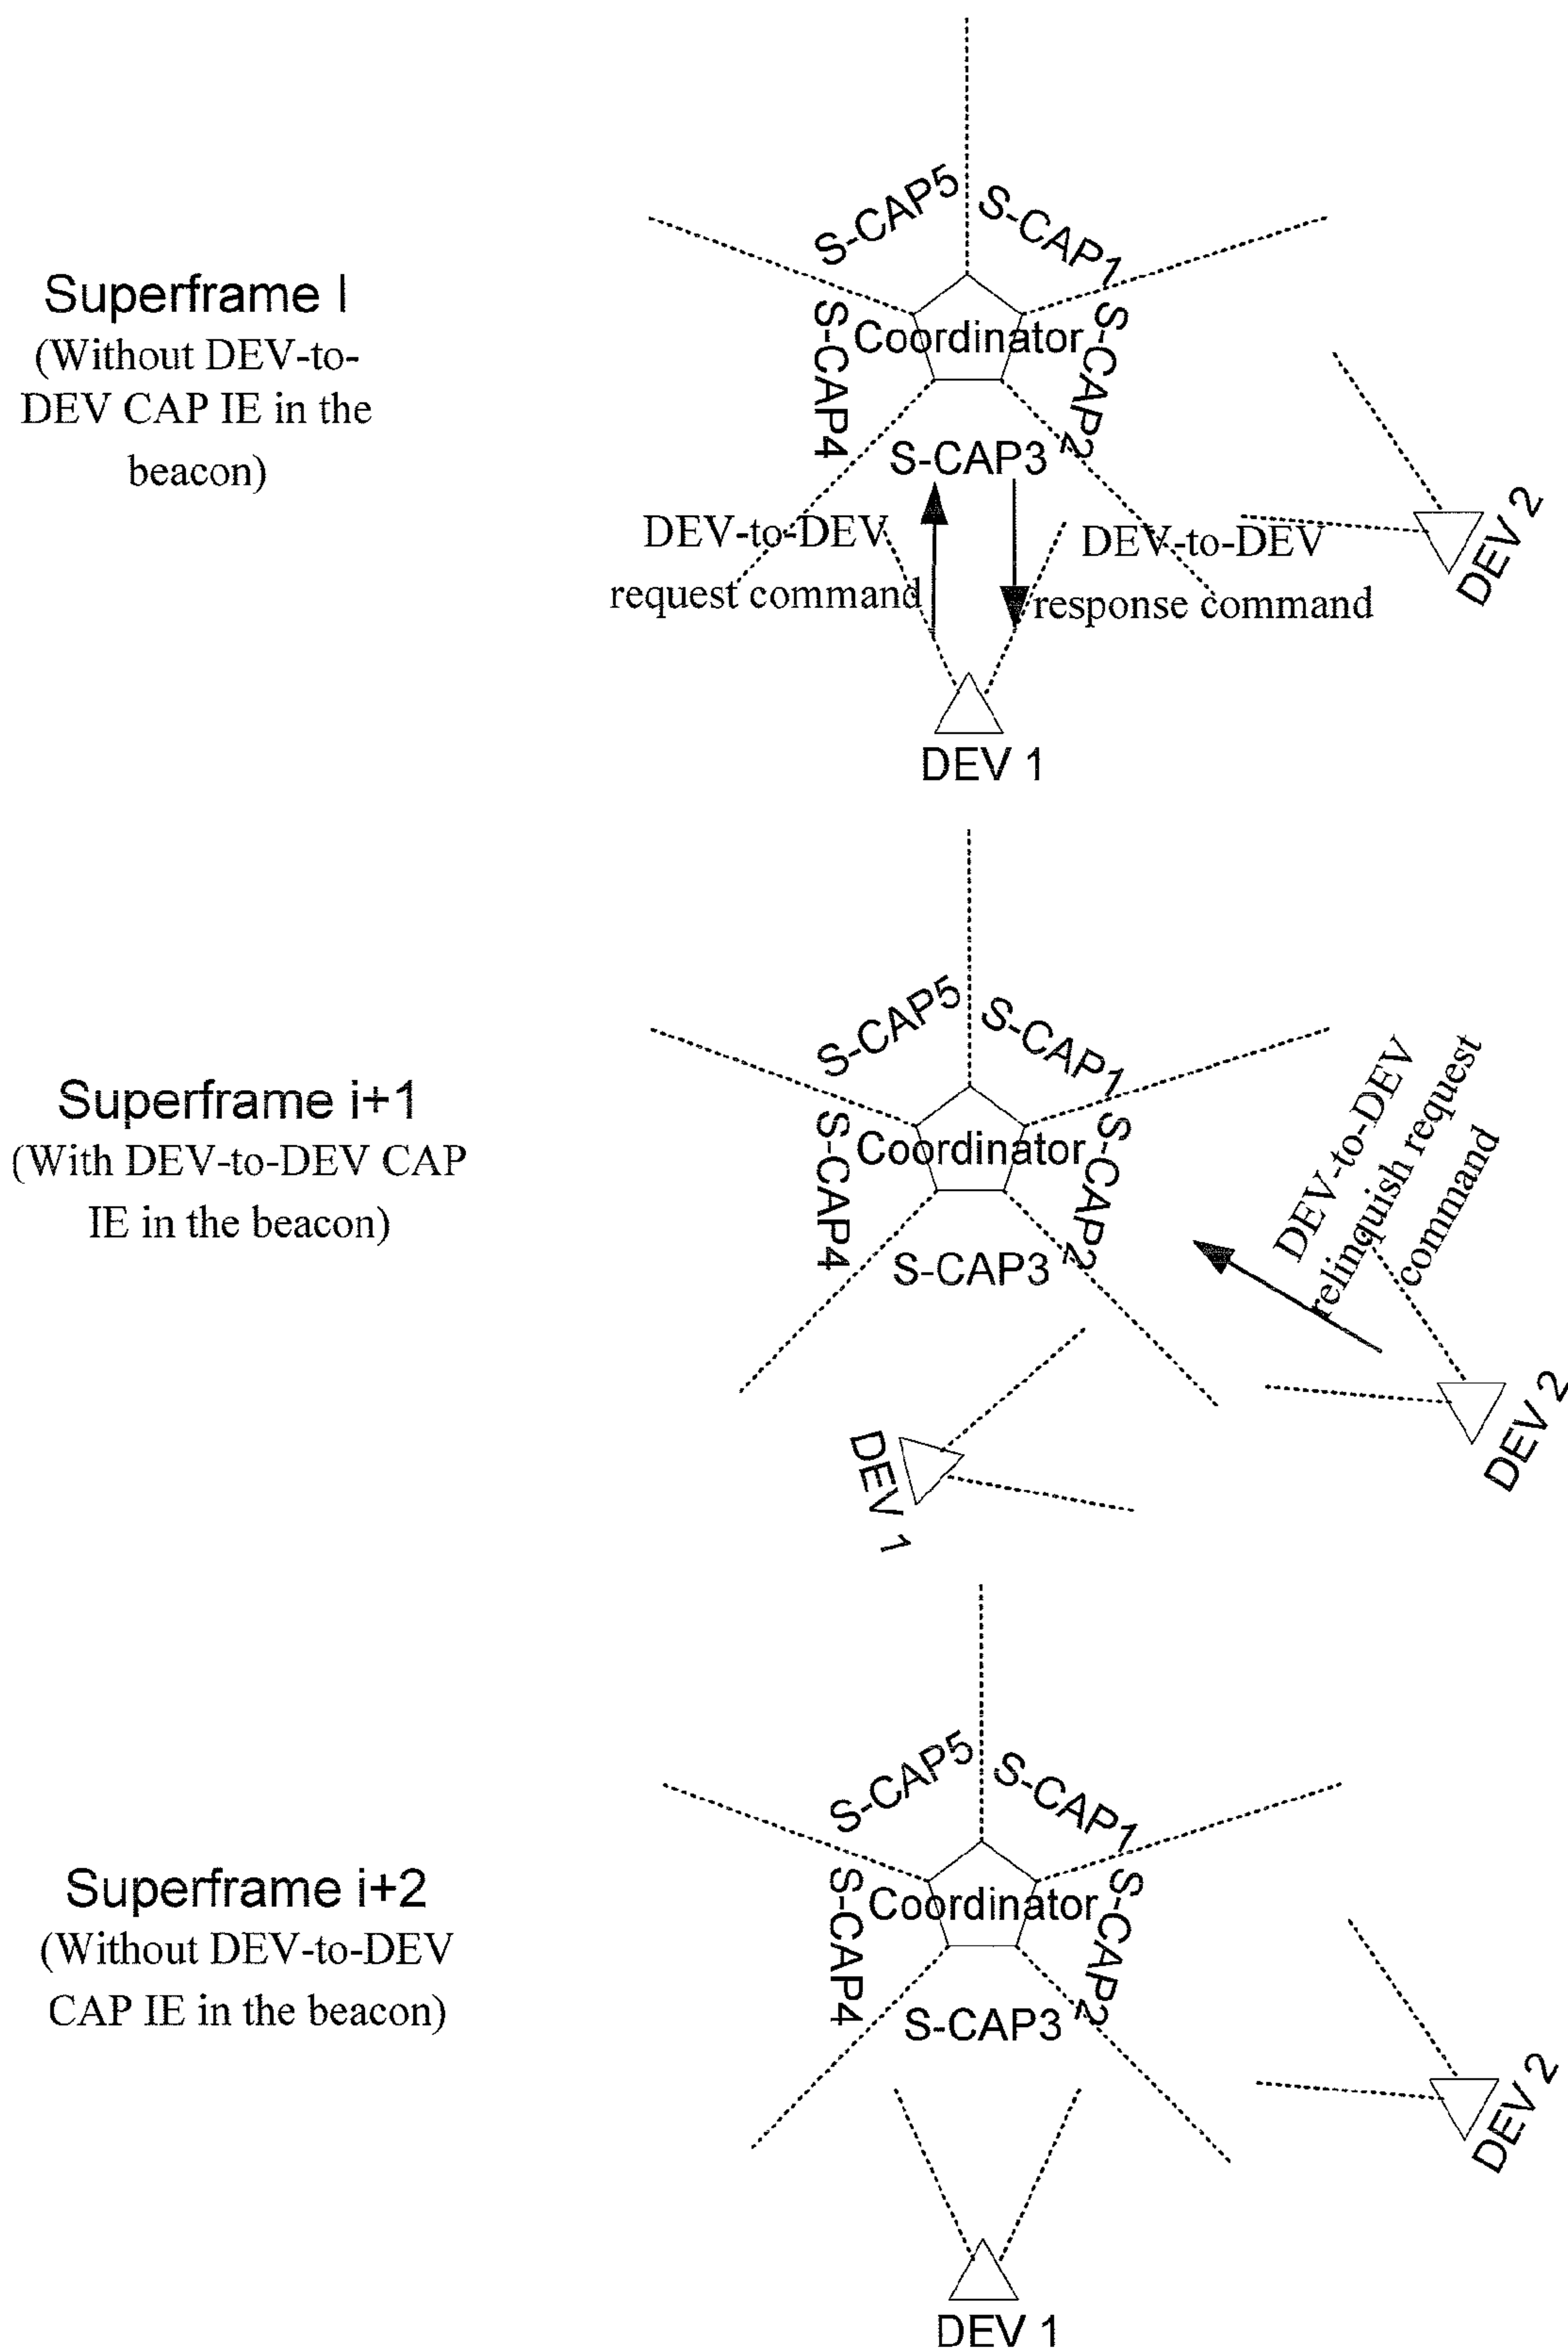 S-CAP5
S-CAP1
Superframe I
(Without DEV-to-
DEV CAP IE in the
beacon)
S-CAP4
Coordinator
S-CAP2
S-CAP3
DEV-to-DEV
request command
DEV-to-DEV
response command
DEV 2
DEV 1
S-CAP5
S-CAP1
Superframe i+1
(With DEV-to-DEV CAP
IE in the beacon)
S-CAP4
Coordinator
S-CAP2
S-CAP3
DEV-to-DEV
relinquish request
command
DEV 2
DEV 1
S-CAP5
S-CAP1
Superframe i+2
(Without DEV-to-DEV
CAP IE in the beacon)
S-CAP4
Coordinator
S-CAP2
S-CAP3
DEV 2
DEV 1